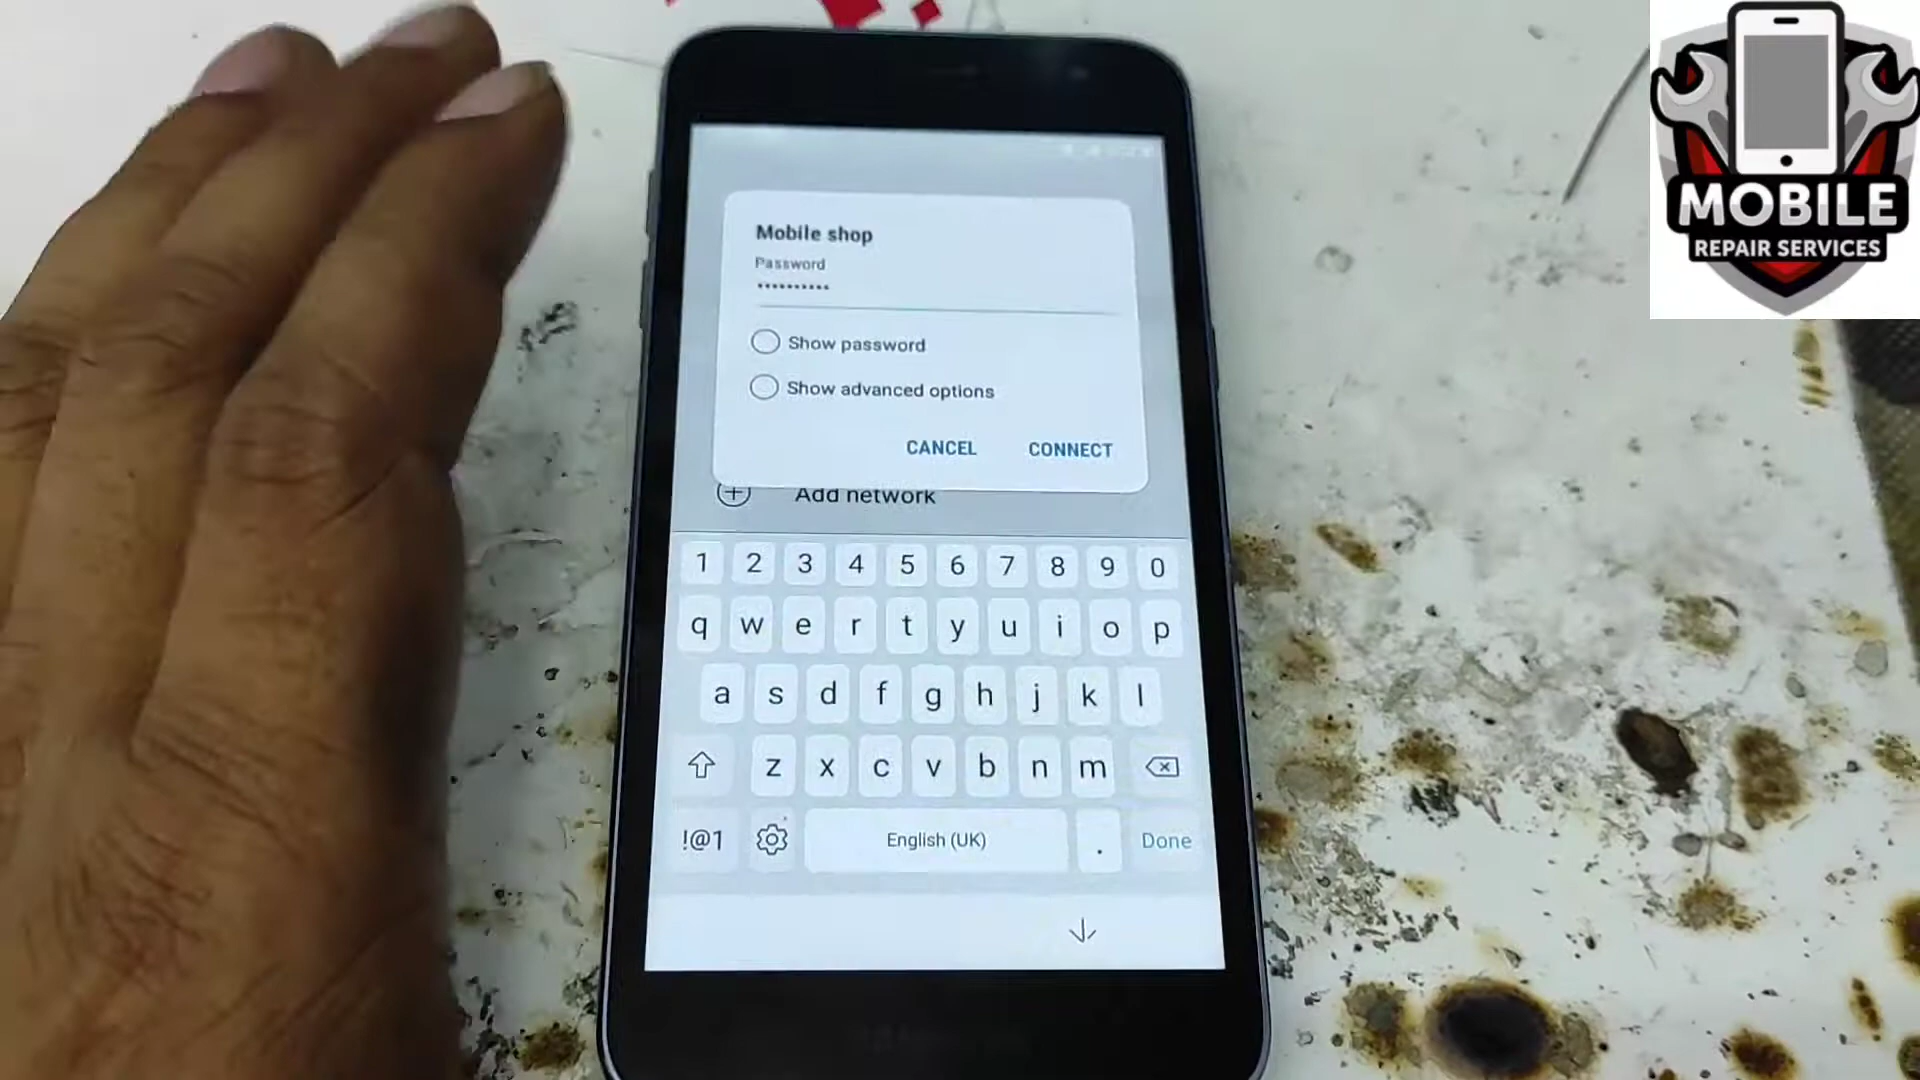 MOBILE
REPAIR SERVICES
Mobile shop
Password
••••••••••
Show password
Show advanced options
CANCEL CONNECT
Add network
1 2 3 4 5 6 7 8 9 0
q w e r t y u i o p
a s d f g h j k l
z x c v b n m
!@1 English (UK) . Done